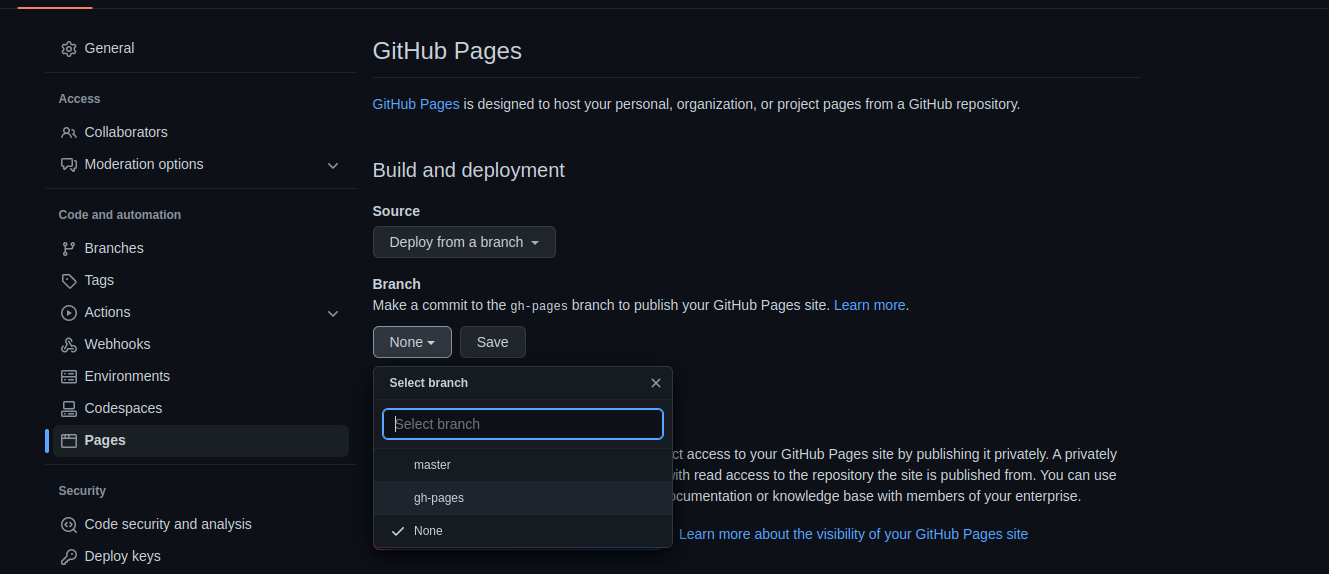 General
Access
Collaborators
Moderation options
Code and automation
Branches
Tags
Actions
Webhooks
Environments
Codespaces
Pages
Security
Code security and analysis
Deploy keys
GitHub Pages
GitHub Pages is designed to host your personal, organization, or project pages from a GitHub repository.
Build and deployment
Source
Deploy from a branch
Branch
Make a commit to the gh-pages branch to publish your GitHub Pages site. Learn more.
None Save
Select branch
Select branch
master
gh-pages
None
access to your GitHub Pages site by publishing it privately. A privately
with read access to the repository the site is published from. You can use
or knowledge base with members of your enterprise.
Learn more about the visibility of your GitHub Pages site